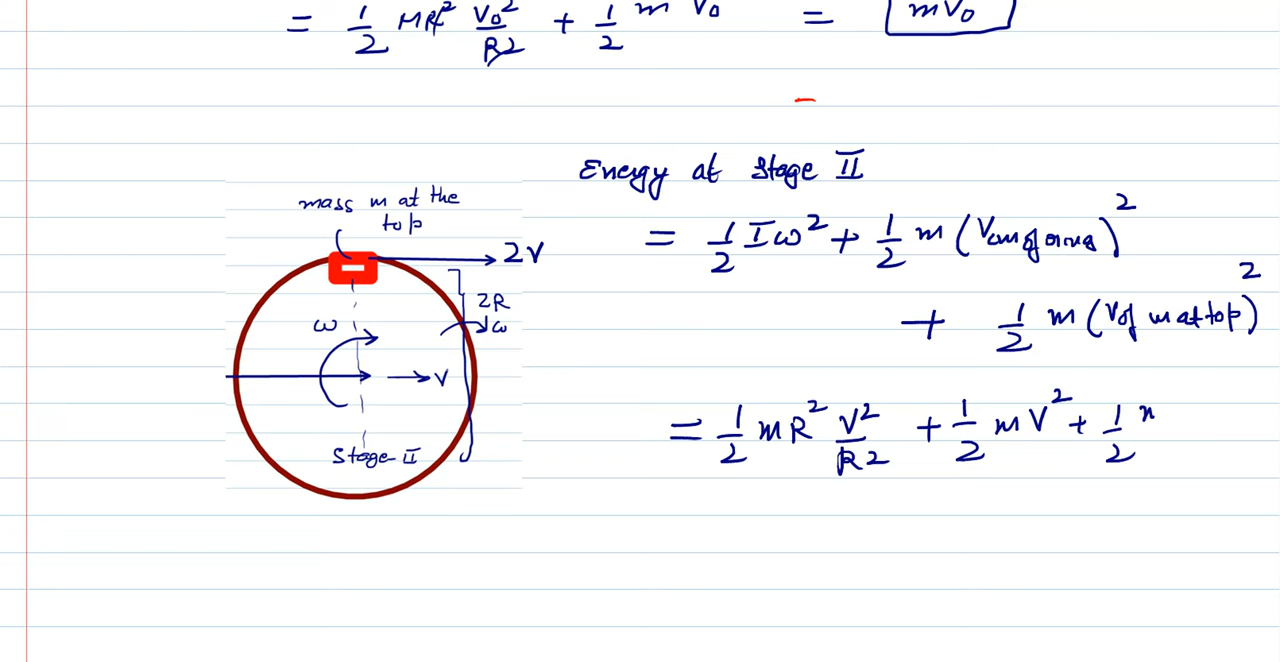 = 1/2 MR² V₀²/R² + 1/2 m V₀ = mV₀
Energy at Stage II
mass m at the
top
= 1/2 Iω² + 1/2 m (Vcm of ring)²
2V
+ 1/2 m (V of m at top)²
2R
ω
ω
V
= 1/2 mR² V²/R² + 1/2 mV² + 1/2
Stage II